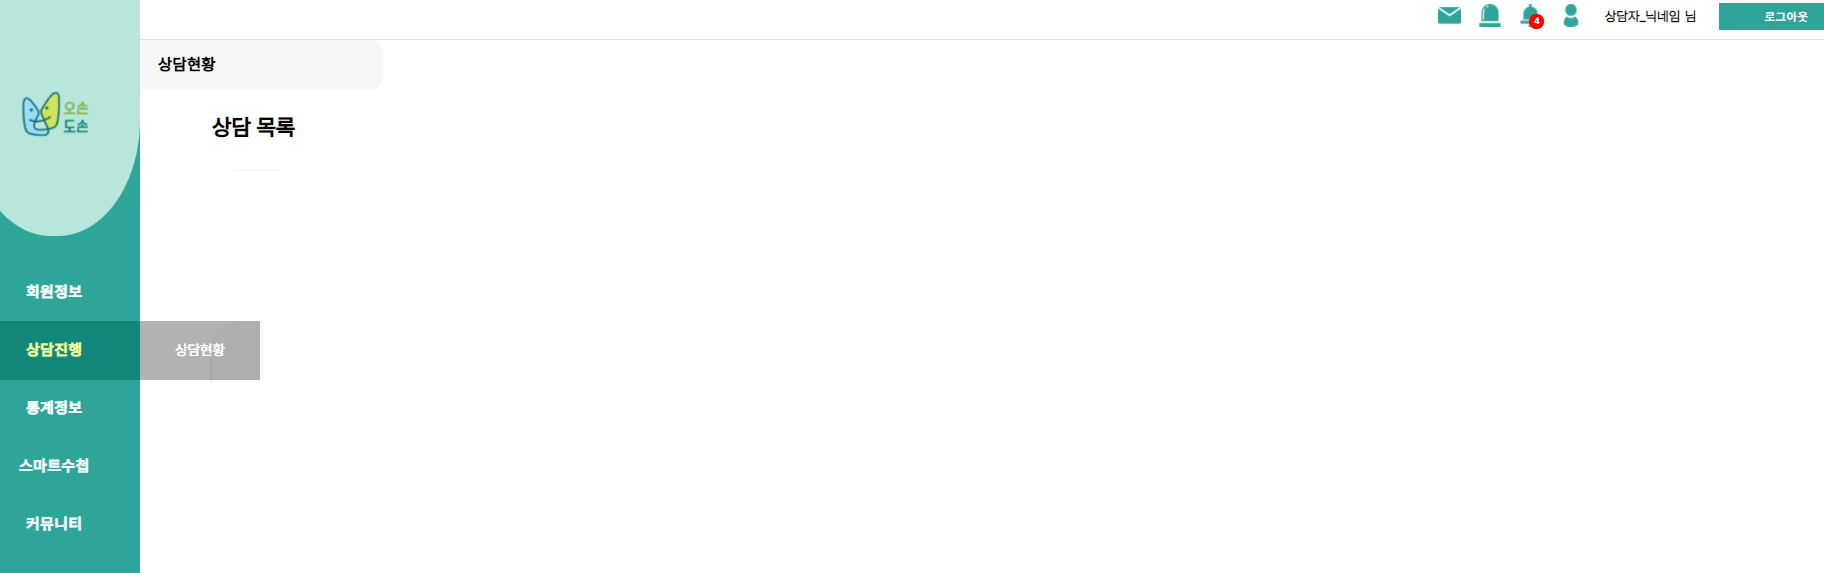 4
상담자_닉네임 님
로그아웃
상담현황
오손
도손
상담 목록
회원정보
상담진행
상담현황
통계정보
스마트수첩
커뮤니티